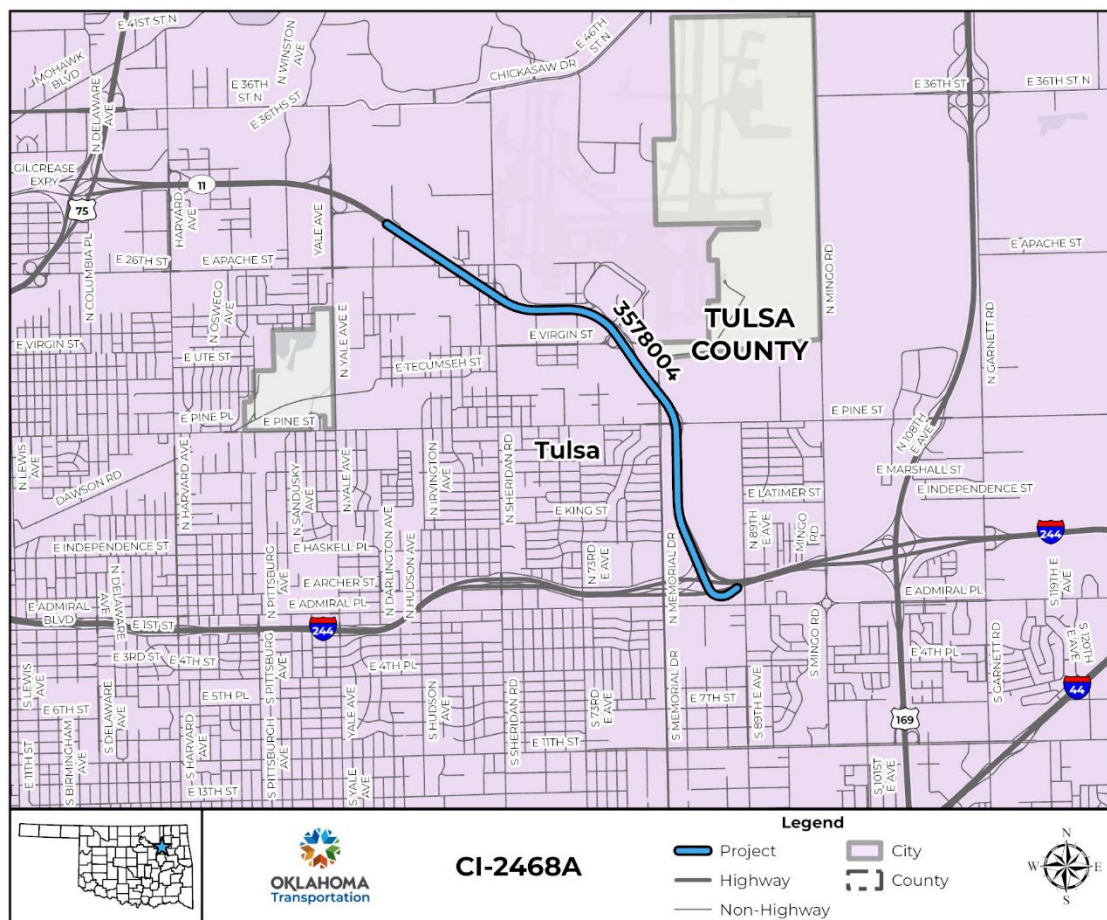 E 41ST ST N
MOHAWK
BLVD
N DELAWARE
AVE
N WINSTON
AVE
E 46TH
ST N
CHICKASAW DR
E 36TH
ST N
E 36THS ST
E 36TH ST
E 36TH ST N
GILCREASE
EXPY
11
75
HARVARD
AVE
YALE AVE
N COLUMBIA PL
E 26TH ST
E APACHE ST
E APACHE ST
N MINGO RD
N GARNETT RD
N OSWEGO
AVE
E VIRGIN ST
E UTE ST
N YALE AVE E
E VIRGIN ST
3578004
TULSA
COUNTY
E TECUMSEH ST
E PINE PL
E PINE ST
E PINE ST
N 108TH
E AVE
N LEWIS
AVE
DAWSON RD
N HARVARD AVE
N SANDUSKY
AVE
N YALE AVE
N IRVINGTON
AVE
N SHERIDAN RD
Tulsa
E MARSHALL ST
E LATIMER ST
E INDEPENDENCE ST
E KING ST
N 89TH
E AVE
MINGO
RD
244
E INDEPENDENCE ST
E HASKELL PL
N DARLINGTON AVE
N HUDSON AVE
N 73RD
E AVE
N MEMORIAL DR
N DELAWARE
AVE
N PITTSBURG
AVE
E ARCHER ST
E ADMIRAL PL
E ADMIRAL PL
S 119TH E
AVE
E ADMIRAL
BLVD
E 1ST ST
244
E 3RD ST
E 4TH ST
E 4TH PL
E 4TH PL
S MINGO RD
S GARNETT RD
S 120TH
E AVE
S LEWIS
AVE
S DELAWARE
AVE
E 5TH PL
S PITTSBURG
AVE
E 6TH ST
YALE AVE
S HUDSON
AVE
S SHERIDAN RD
S 73RD
E AVE
S MEMORIAL DR
E 7TH ST
S 89TH E AVE
44
169
E 11TH ST
S BIRMINGHAM
AVE
S HARVARD
AVE
S PITTSBURGH
AVE
E 11TH ST
S 101ST
E AVE
E 13TH ST
S YALE
AVE
OKLAHOMA
Transportation
CI-2468A
Legend
Project
Highway
Non-Highway
City
County
N
W
E
S